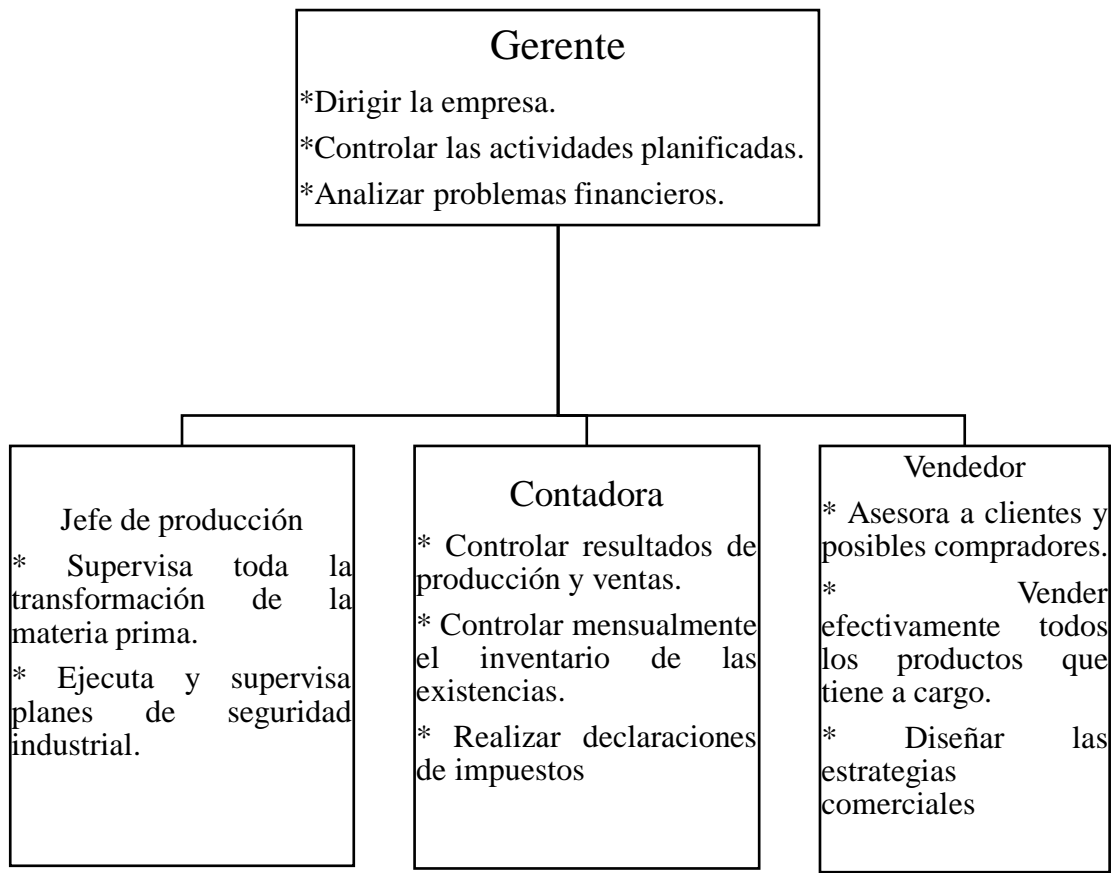 Gerente
*Dirigir la empresa.
*Controlar las actividades planificadas.
*Analizar problemas financieros.
Jefe de producción
* Supervisa toda la
transformación de la
materia prima.
* Ejecuta y supervisa
planes de seguridad
industrial.
Contadora
* Controlar resultados de
producción y ventas.
* Controlar mensualmente
el inventario de las
existencias.
* Realizar declaraciones
de impuestos
Vendedor
* Asesora a clientes y
posibles compradores.
* Vender
efectivamente todos
los productos que
tiene a cargo.
* Diseñar las
estrategias
comerciales